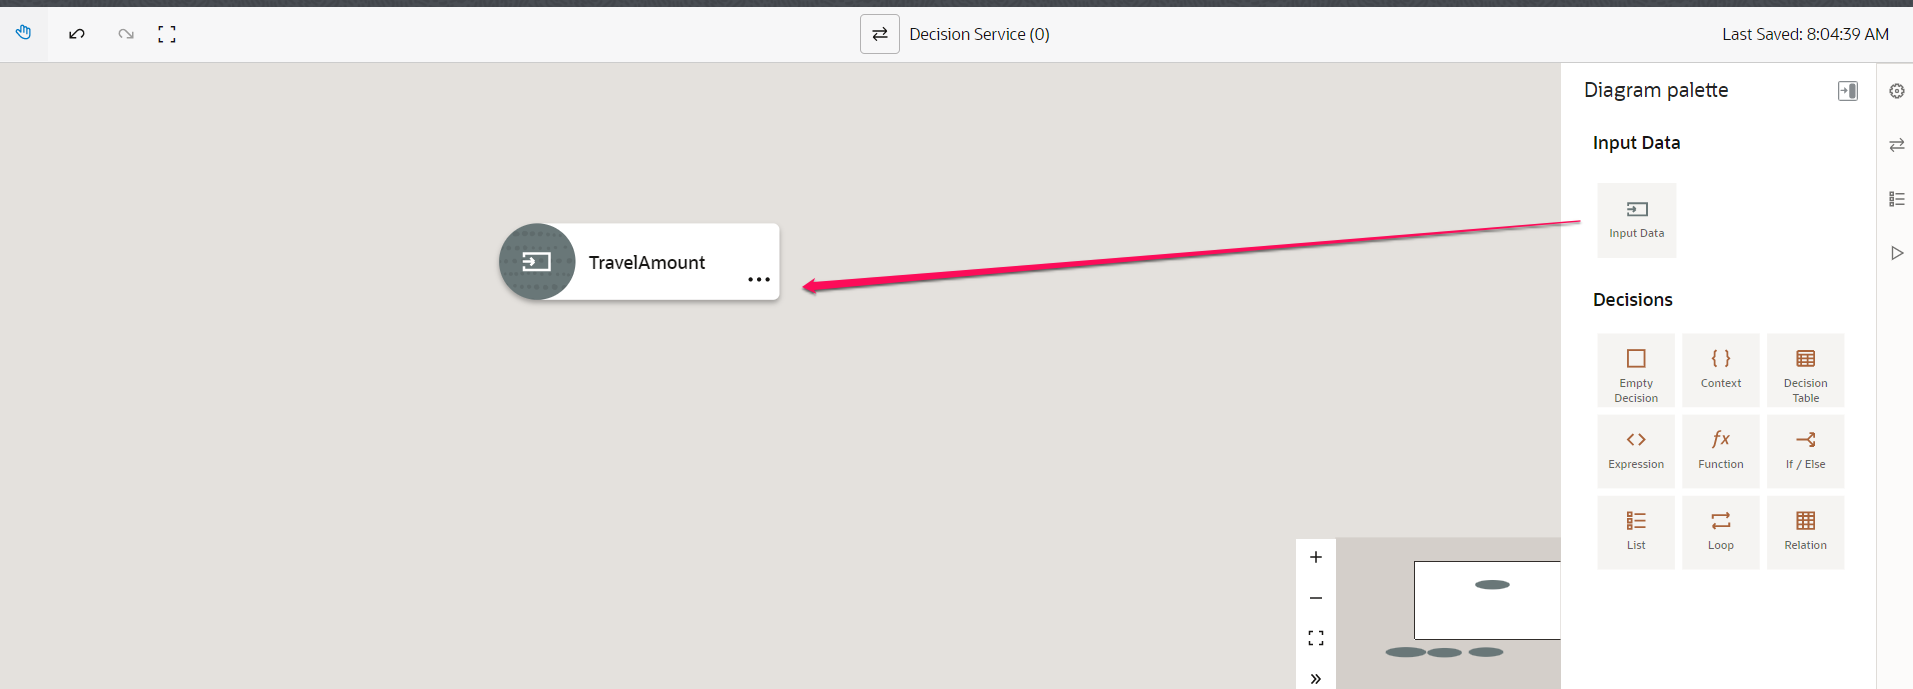 Decision Service (0)
Last Saved: 8:04:39 AM
Diagram palette
Input Data
Input Data
TravelAmount
Decisions
Empty
Decision
Context
Decision
Table
Expression
fx
Function
If / Else
List
Loop
Relation